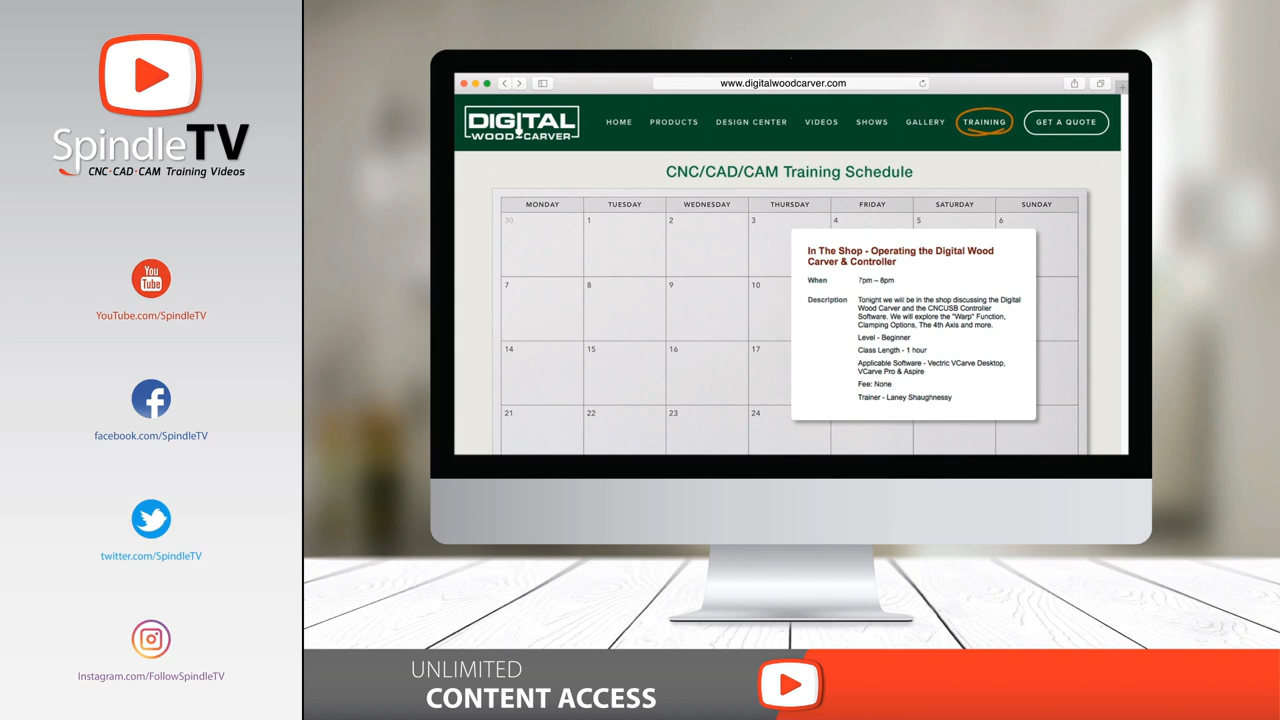 SpindleTV
CNC·CAD·CAM Training Videos
You
Tube
YouTube.com/SpindleTV
facebook.com/SpindleTV
twitter.com/SpindleTV
Instagram.com/FollowSpindleTV
www.digitalwoodcarver.com
DIGITAL
WOOD CARVER
HOME PRODUCTS DESIGN CENTER VIDEOS SHOWS GALLERY TRAINING GET A QUOTE
CNC/CAD/CAM Training Schedule
MONDAY TUESDAY WEDNESDAY THURSDAY FRIDAY SATURDAY SUNDAY
30 1 2 3 4 5 6
7 8 9 10
14 15 16 17
21 22 23 24
In The Shop - Operating the Digital Wood
Carver & Controller
When 7pm – 8pm
Description Tonight we will be in the shop discussing the Digital
Wood Carver and the CNCUSB Controller
Software. We will explore the "Warp" Function,
Clamping Options, The 4th Axis and more.
Level - Beginner
Class Length - 1 hour
Applicable Software - Vectric VCarve Desktop,
VCarve Pro & Aspire
Fee: None
Trainer - Laney Shaughnessy
UNLIMITED
CONTENT ACCESS